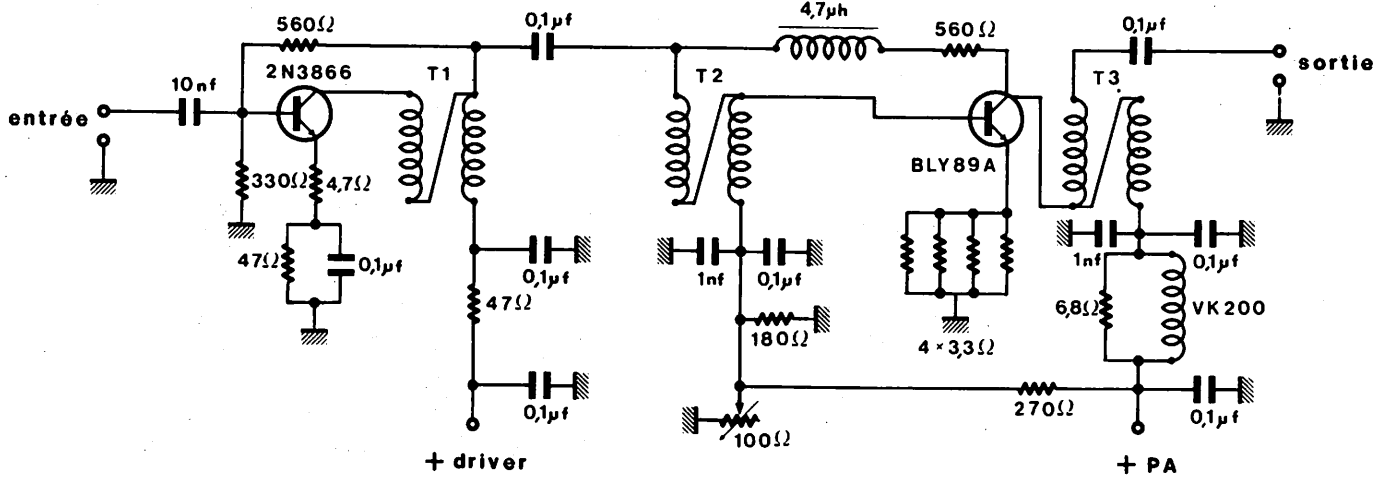 4,7µh
560Ω
0,1µf
560Ω
0,1µf
2N3866
T1
T2
T3
sortie
10nf
entrée
BLY89A
330Ω
4,7Ω
47Ω
0,1µf
0,1µf
1nf
0,1µf
1nf
0,1µf
47Ω
6,8Ω
VK200
180Ω
4×3,3Ω
0,1µf
270Ω
0,1µf
100Ω
+ driver
+ PA